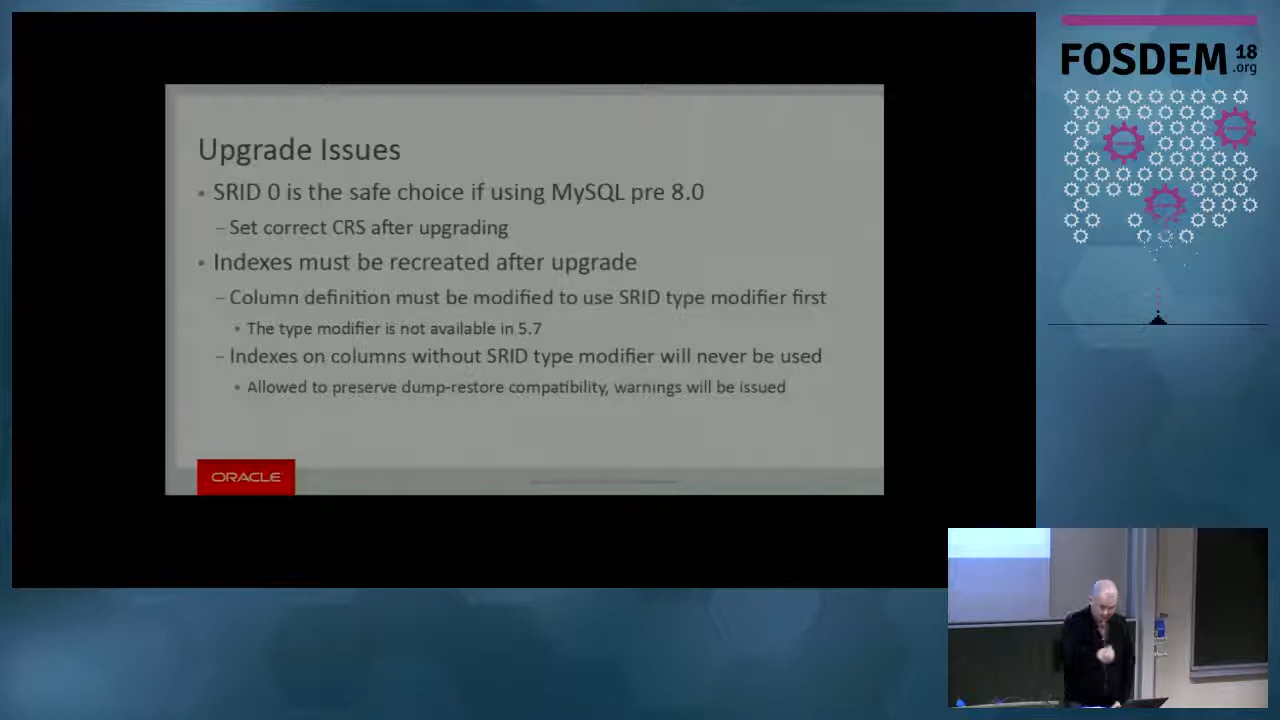 FOSDEM 18
.org
Upgrade Issues
• SRID 0 is the safe choice if using MySQL pre 8.0
– Set correct CRS after upgrading
• Indexes must be recreated after upgrade
– Column definition must be modified to use SRID type modifier first
• The type modifier is not available in 5.7
– Indexes on columns without SRID type modifier will never be used
• Allowed to preserve dump-restore compatibility, warnings will be issued
ORACLE